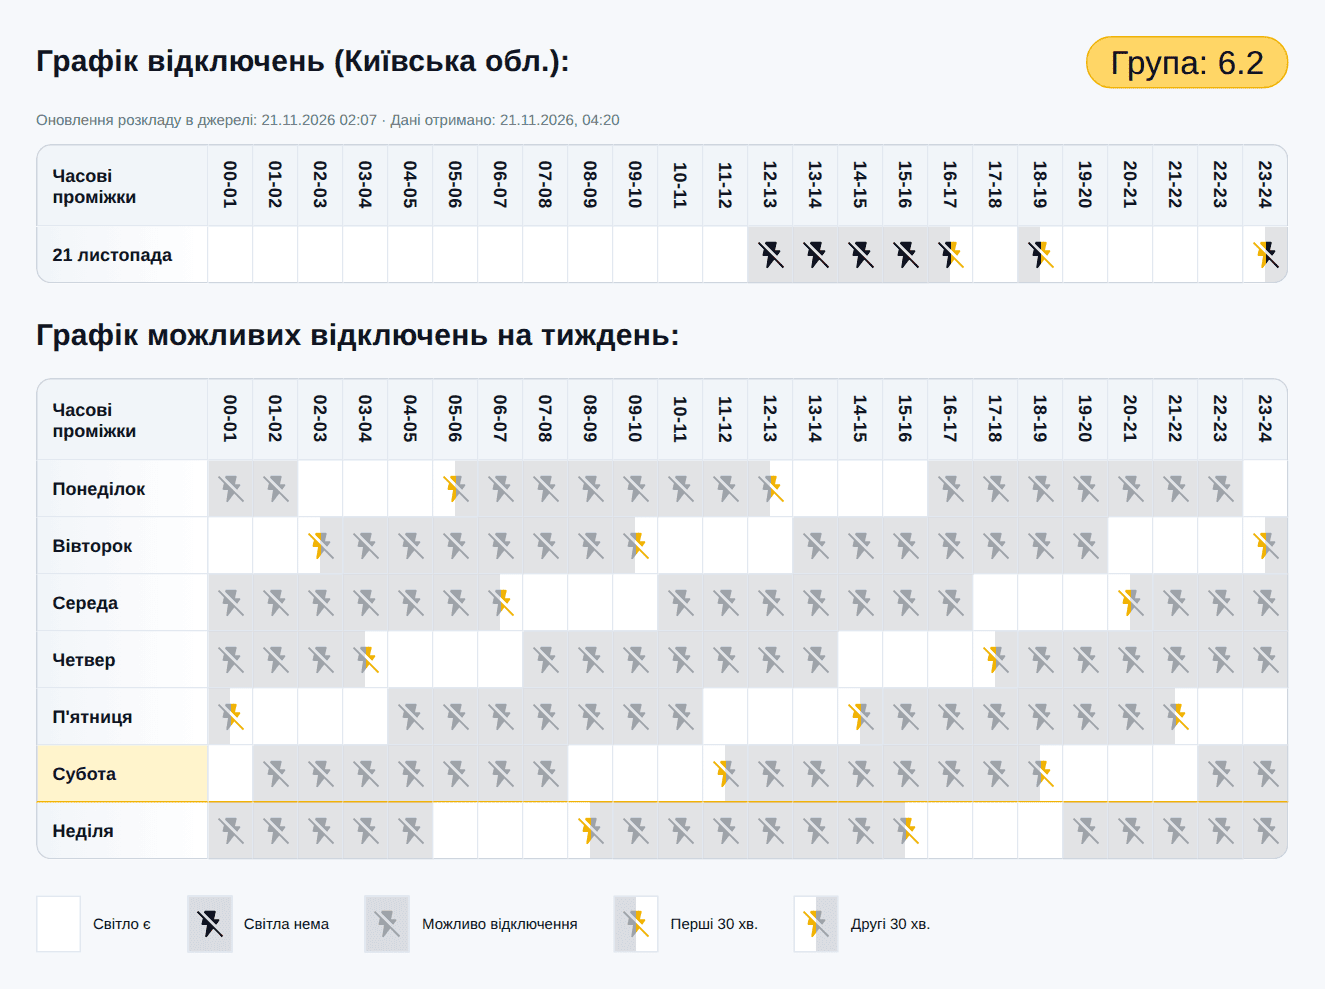 Графік відключень (Київська обл.):
Група: 6.2
Оновлення розкладу в джерелі: 21.11.2026 02:07 · Дані отримано: 21.11.2026, 04:20
Часові
проміжки
00-01 01-02 02-03 03-04 04-05 05-06 06-07 07-08 08-09 09-10 10-11 11-12 12-13 13-14 14-15 15-16 16-17 17-18 18-19 19-20 20-21 21-22 22-23 23-24
21 листопада
Графік можливих відключень на тиждень:
Часові
проміжки
00-01 01-02 02-03 03-04 04-05 05-06 06-07 07-08 08-09 09-10 10-11 11-12 12-13 13-14 14-15 15-16 16-17 17-18 18-19 19-20 20-21 21-22 22-23 23-24
Понеділок
Вівторок
Середа
Четвер
П'ятниця
Субота
Неділя
Світло є
Світла нема
Можливо відключення
Перші 30 хв.
Другі 30 хв.